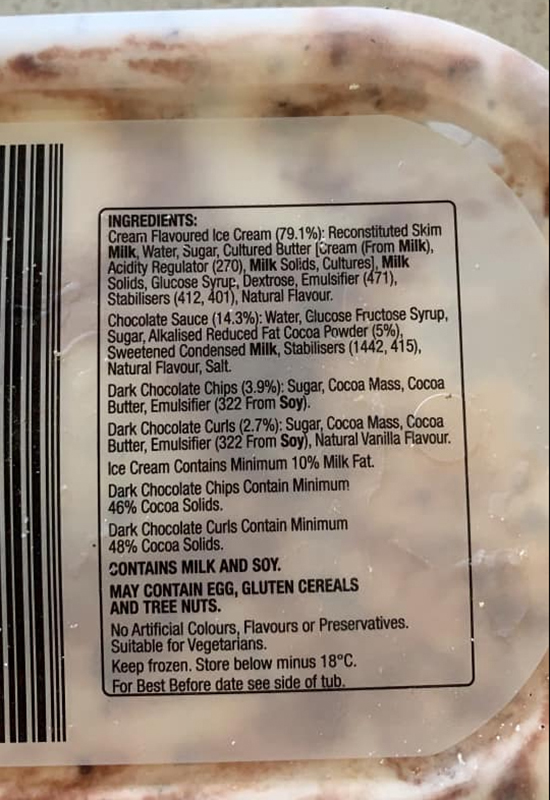 INGREDIENTS:
Cream Flavoured Ice Cream (79.1%): Reconstituted Skim
Milk, Water, Sugar, Cultured Butter [Cream (From Milk),
Acidity Regulator (270), Milk Solids, Cultures], Milk
Solids, Glucose Syrup, Dextrose, Emulsifier (471),
Stabilisers (412, 401), Natural Flavour.
Chocolate Sauce (14.3%): Water, Glucose Fructose Syrup,
Sugar, Alkalised Reduced Fat Cocoa Powder (5%),
Sweetened Condensed Milk, Stabilisers (1442, 415),
Natural Flavour, Salt.
Dark Chocolate Chips (3.9%): Sugar, Cocoa Mass, Cocoa
Butter, Emulsifier (322 From Soy).
Dark Chocolate Curls (2.7%): Sugar, Cocoa Mass, Cocoa
Butter, Emulsifier (322 From Soy), Natural Vanilla Flavour.
Ice Cream Contains Minimum 10% Milk Fat.
Dark Chocolate Chips Contain Minimum
46% Cocoa Solids.
Dark Chocolate Curls Contain Minimum
48% Cocoa Solids.
CONTAINS MILK AND SOY.
MAY CONTAIN EGG, GLUTEN CEREALS
AND TREE NUTS.
No Artificial Colours, Flavours or Preservatives.
Suitable for Vegetarians.
Keep frozen. Store below minus 18°C.
For Best Before date see side of tub.